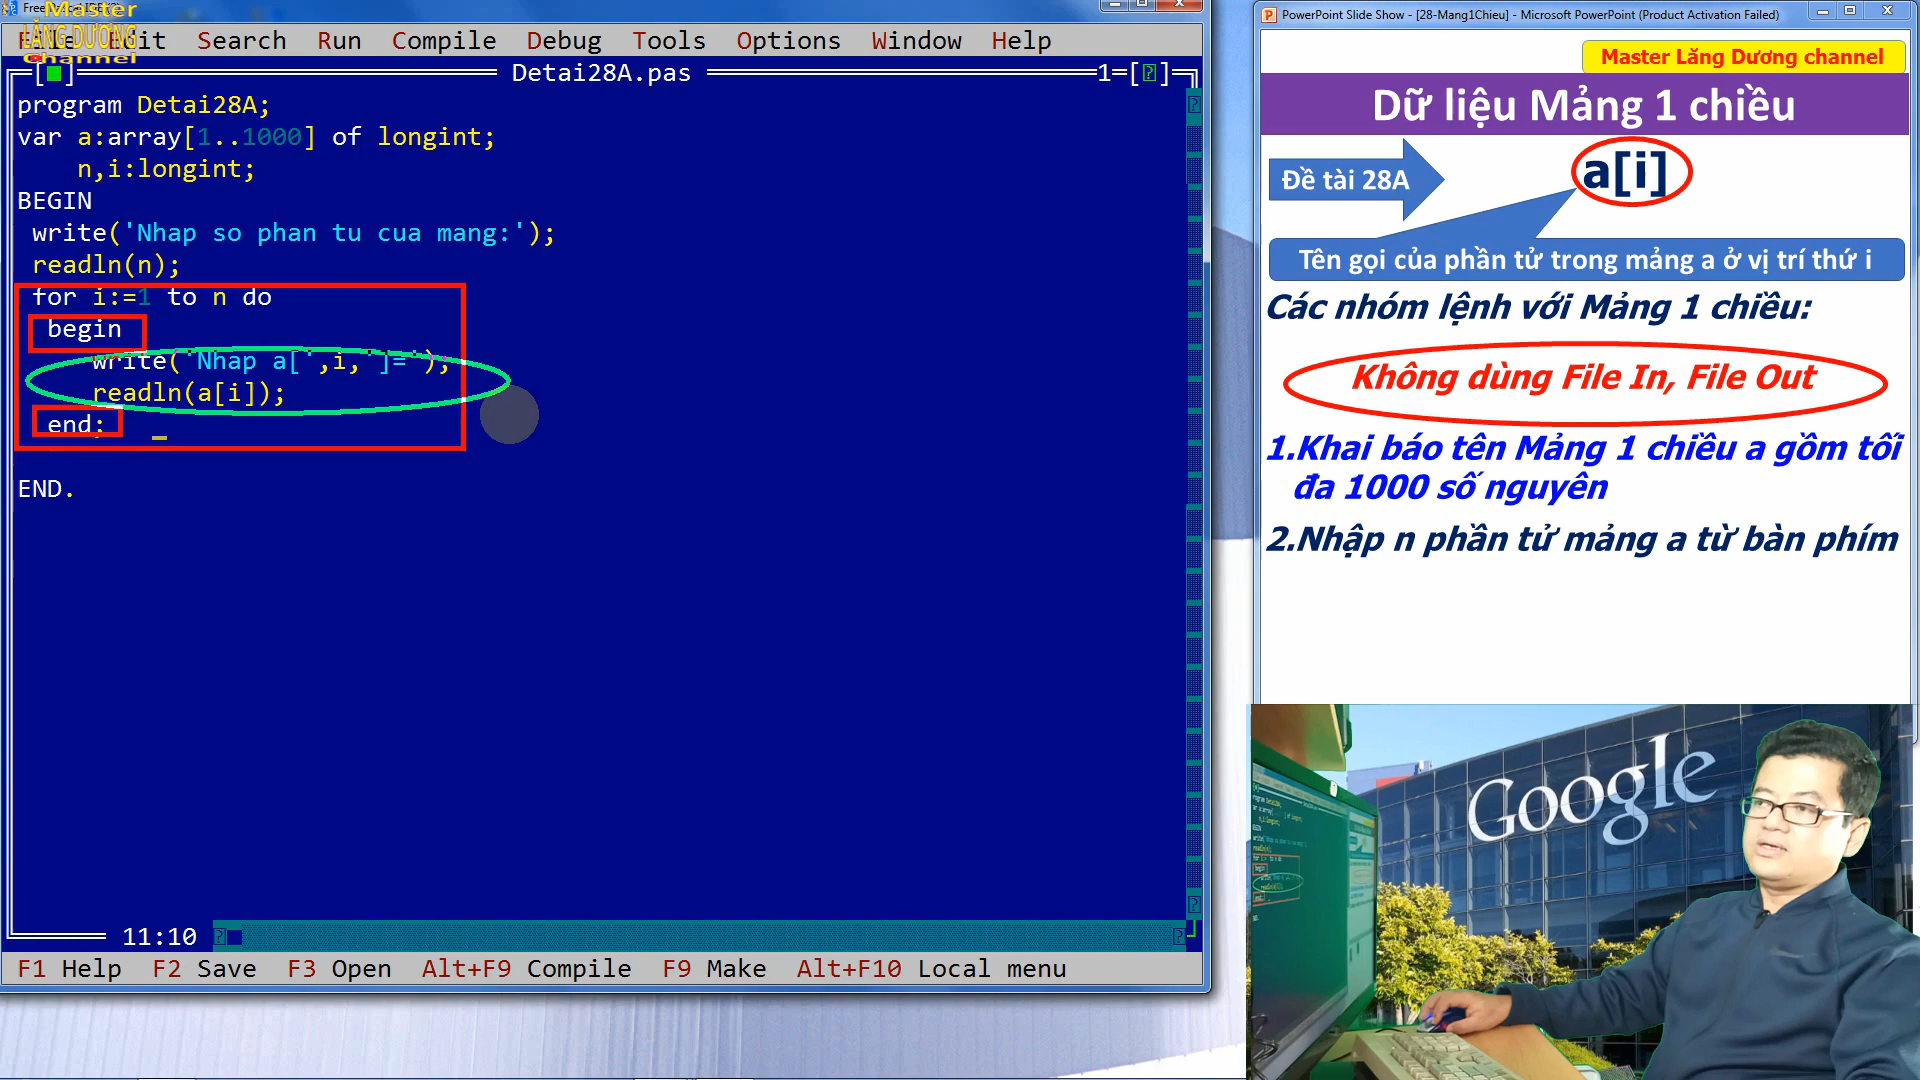 Master
LĂNG DƯƠNG
Channel
Search Run Compile Debug Tools Options Window Help
Detai28A.pas
1
program Detai28A;
var a:array[1..1000] of longint;
n,i:longint;
BEGIN
write('Nhap so phan tu cua mang:');
readln(n);
for i:=1 to n do
begin
write('Nhap a[',i,']=');
readln(a[i]);
end;
END.
11:10
F1 Help F2 Save F3 Open Alt+F9 Compile F9 Make Alt+F10 Local menu
PowerPoint Slide Show - [28-Mang1Chieu] - Microsoft PowerPoint (Product Activation Failed)
Master Lăng Dương channel
Dữ liệu Mảng 1 chiều
Đề tài 28A
a[i]
Tên gọi của phần tử trong mảng a ở vị trí thứ i
Các nhóm lệnh với Mảng 1 chiều:
Không dùng File In, File Out
1.Khai báo tên Mảng 1 chiều a gồm tối
đa 1000 số nguyên
2.Nhập n phần tử mảng a từ bàn phím
Google